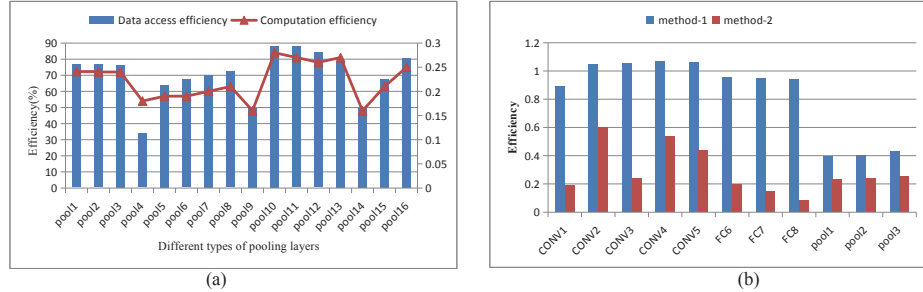 Data access efficiency Computation efficiency
90
80
70
60
50
40
30
20
10
0
Efficiency(%)
0.3
0.25
0.2
0.15
0.1
0.05
0
pool1 pool2 pool3 pool4 pool5 pool6 pool7 pool8 pool9 pool10 pool11 pool12 pool13 pool14 pool15 pool16
Different types of pooling layers
(a)
method-1 method-2
1.2
1
0.8
0.6
0.4
0.2
0
Efficiency
CONV1 CONV2 CONV3 CONV4 CONV5 FC6 FC7 FC8 pool1 pool2 pool3
(b)